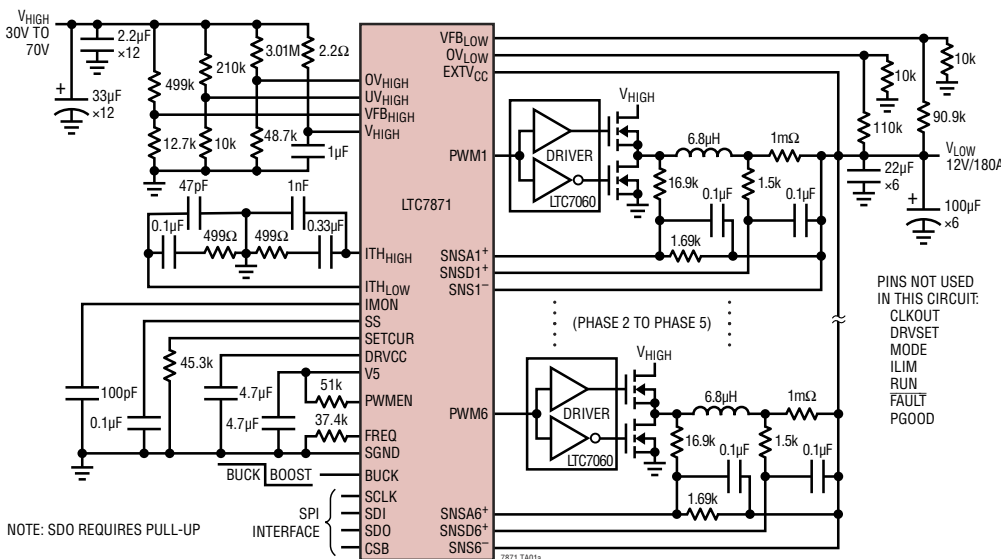 VHIGH
30V TO
70V
2.2µF
×12
33µF
×12
499k
210k
3.01M
2.2Ω
12.7k
10k
48.7k
1µF
OVHIGH
UVHIGH
VFBHIGH
VHIGH
47pF
1nF
0.1µF
499Ω
499Ω
0.33µF
ITHHIGH
ITHLOW
IMON
SS
SETCUR
DRVCC
V5
PWMEN
FREQ
SGND
BUCK
SCLK
SDI
SDO
CSB
45.3k
100pF
0.1µF
4.7µF
4.7µF
51k
37.4k
BUCK
BOOST
SPI
INTERFACE
NOTE: SDO REQUIRES PULL-UP
LTC7871
VFBLOW
OVLOW
EXTVCC
PWM1
SNSA1+
SNSD1+
SNS1–
PWM6
SNSA6+
SNSD6+
SNS6–
VHIGH
DRIVER
LTC7060
6.8µH
1mΩ
16.9k
0.1µF
1.5k
0.1µF
1.69k
10k
10k
110k
90.9k
VLOW
12V/180A
22µF
×6
100µF
×6
(PHASE 2 TO PHASE 5)
VHIGH
DRIVER
LTC7060
6.8µH
1mΩ
16.9k
0.1µF
1.5k
0.1µF
1.69k
PINS NOT USED
IN THIS CIRCUIT:
CLKOUT
DRVSET
MODE
ILIM
RUN
FAULT
PGOOD
7871 TA01a